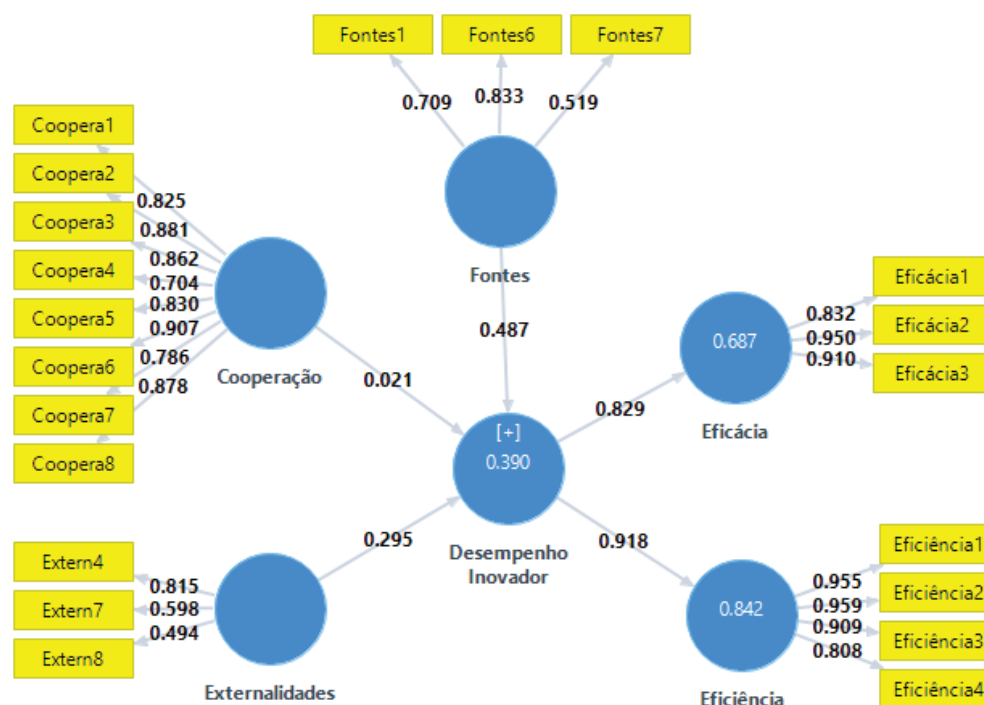 Fontes1
Fontes6
Fontes7
0.709
0.833
0.519
Fontes
0.487
Coopera1
Coopera2
Coopera3
Coopera4
Coopera5
Coopera6
Coopera7
Coopera8
0.825
0.881
0.862
0.704
0.830
0.907
0.786
0.878
Cooperação
0.021
Extern4
Extern7
Extern8
0.815
0.598
0.494
Externalidades
0.295
[+]
0.390
Desempenho
Inovador
0.829
0.918
0.687
Eficácia
0.832
0.950
0.910
Eficácia1
Eficácia2
Eficácia3
0.842
Eficiência
0.955
0.959
0.909
0.808
Eficiência1
Eficiência2
Eficiência3
Eficiência4